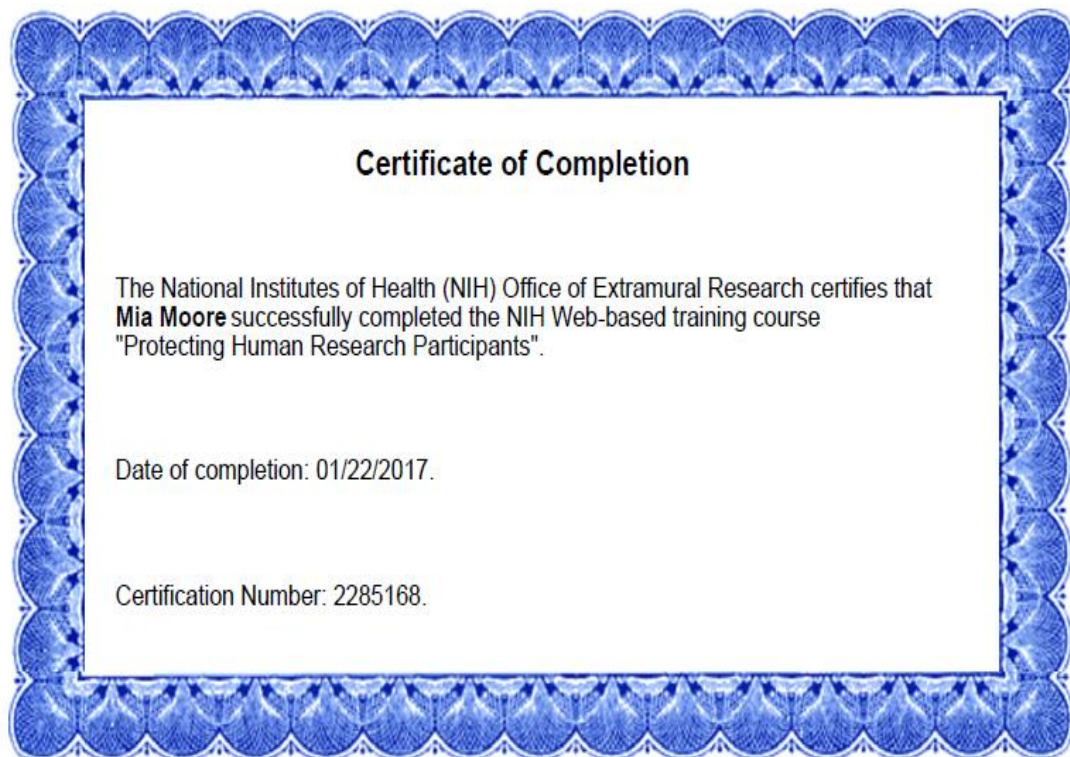 Certificate of Completion
The National Institutes of Health (NIH) Office of Extramural Research certifies that
Mia Moore successfully completed the NIH Web-based training course
"Protecting Human Research Participants".
Date of completion: 01/22/2017.
Certification Number: 2285168.